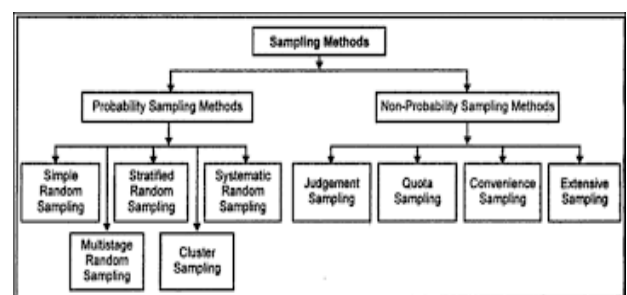 Sampling Methods
Probability Sampling Methods
Non-Probability Sampling Methods
Simple
Random
Sampling
Stratified
Random
Sampling
Systematic
Random
Sampling
Judgement
Sampling
Quota
Sampling
Convenience
Sampling
Extensive
Sampling
Multistage
Random
Sampling
Cluster
Sampling